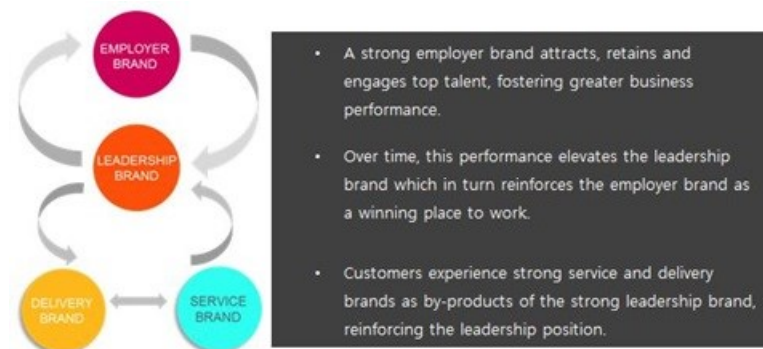 EMPLOYER
BRAND
LEADERSHIP
BRAND
DELIVERY
BRAND
SERVICE
BRAND
• A strong employer brand attracts, retains and
engages top talent, fostering greater business
performance.
• Over time, this performance elevates the leadership
brand which in turn reinforces the employer brand as
a winning place to work.
• Customers experience strong service and delivery
brands as by-products of the strong leadership brand,
reinforcing the leadership position.